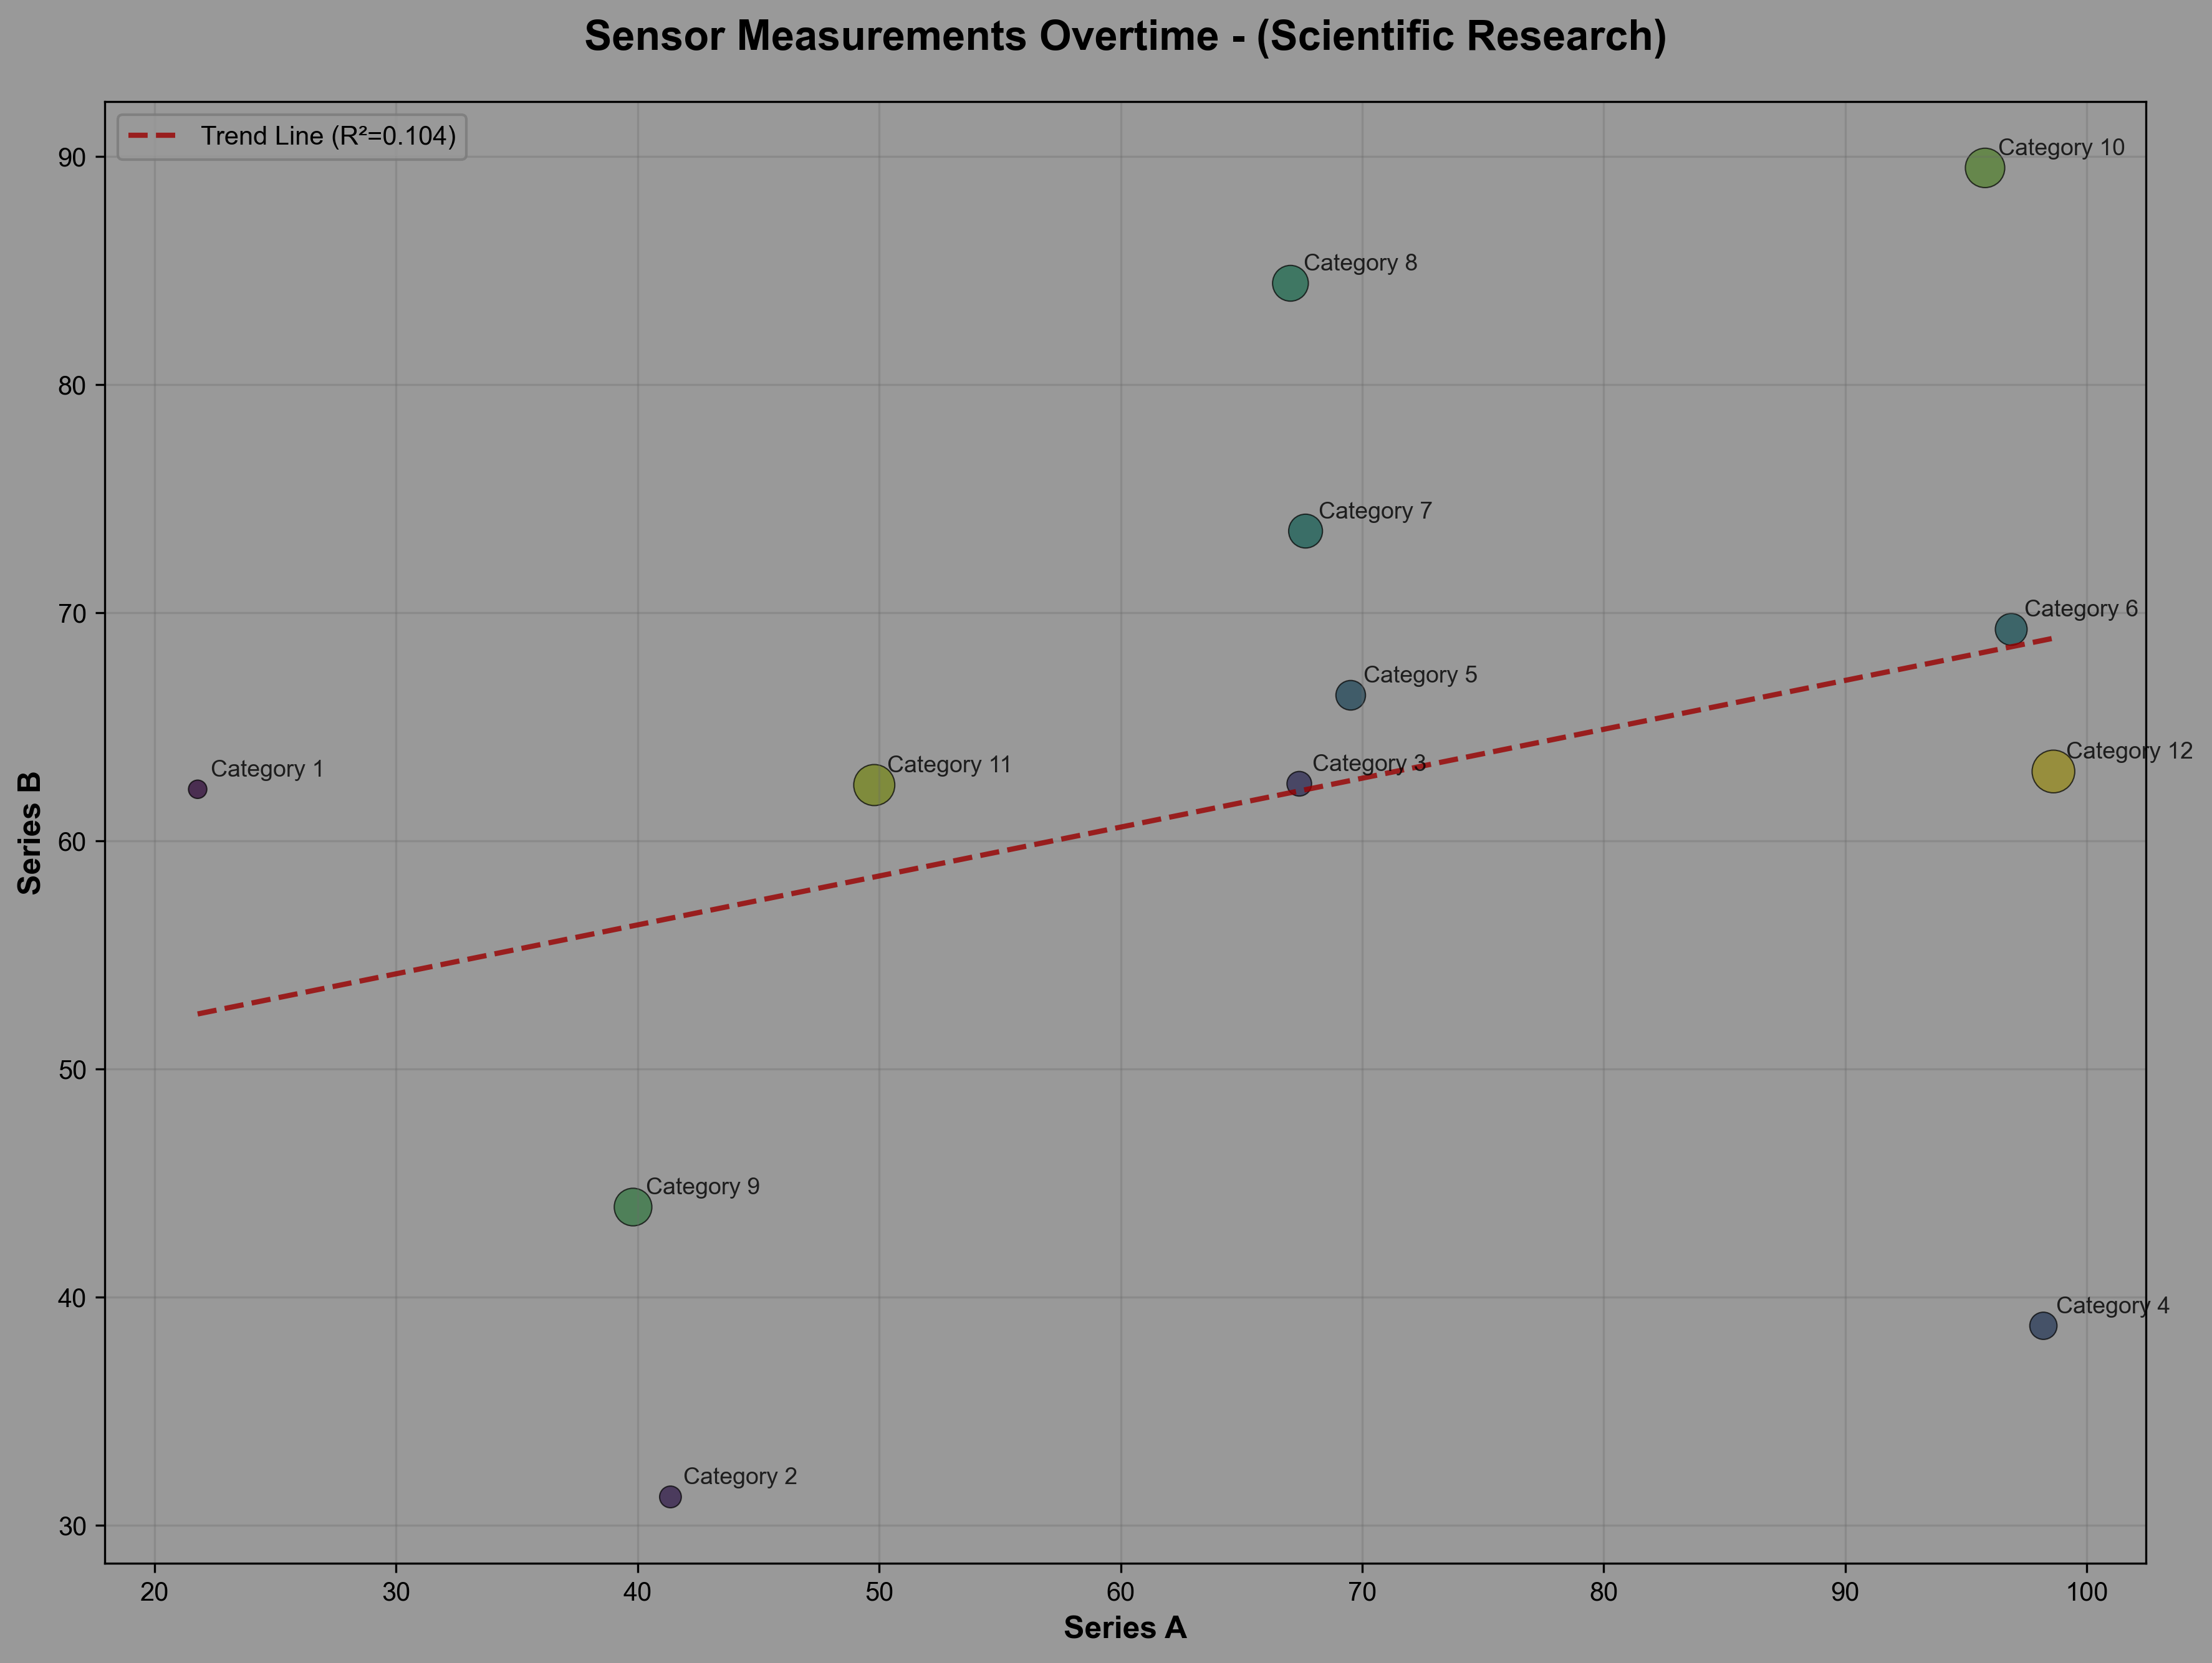 Sensor Measurements Overtime - (Scientific Research)
Trend Line (R²=0.104)
90
80
70
60
50
40
30
Series B
Category 10
Category 8
Category 7
Category 6
Category 5
Category 12
Category 3
Category 11
Category 1
Category 9
Category 4
Category 2
20 30 40 50 60 70 80 90 100
Series A